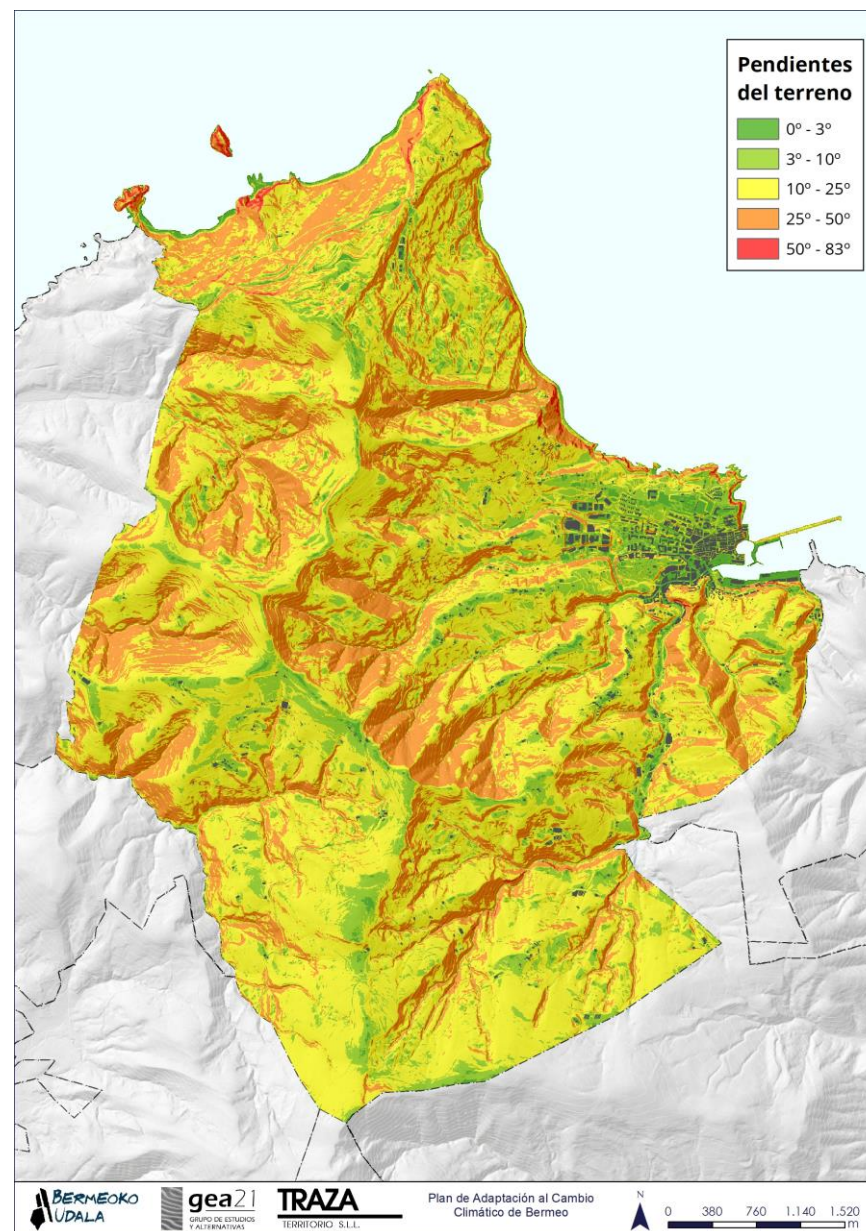 Pendientes
del terreno
0º - 3º
3º - 10º
10º - 25º
25º - 50º
50º - 83º
BERMEOKO
UDALA
gea21
GRUPO DE ESTUDIOS
Y ALTERNATIVAS
TRAZA
TERRITORIO S.L.L.
Plan de Adaptación al Cambio
Climático de Bermeo
N
0 380 760 1.140 1.520